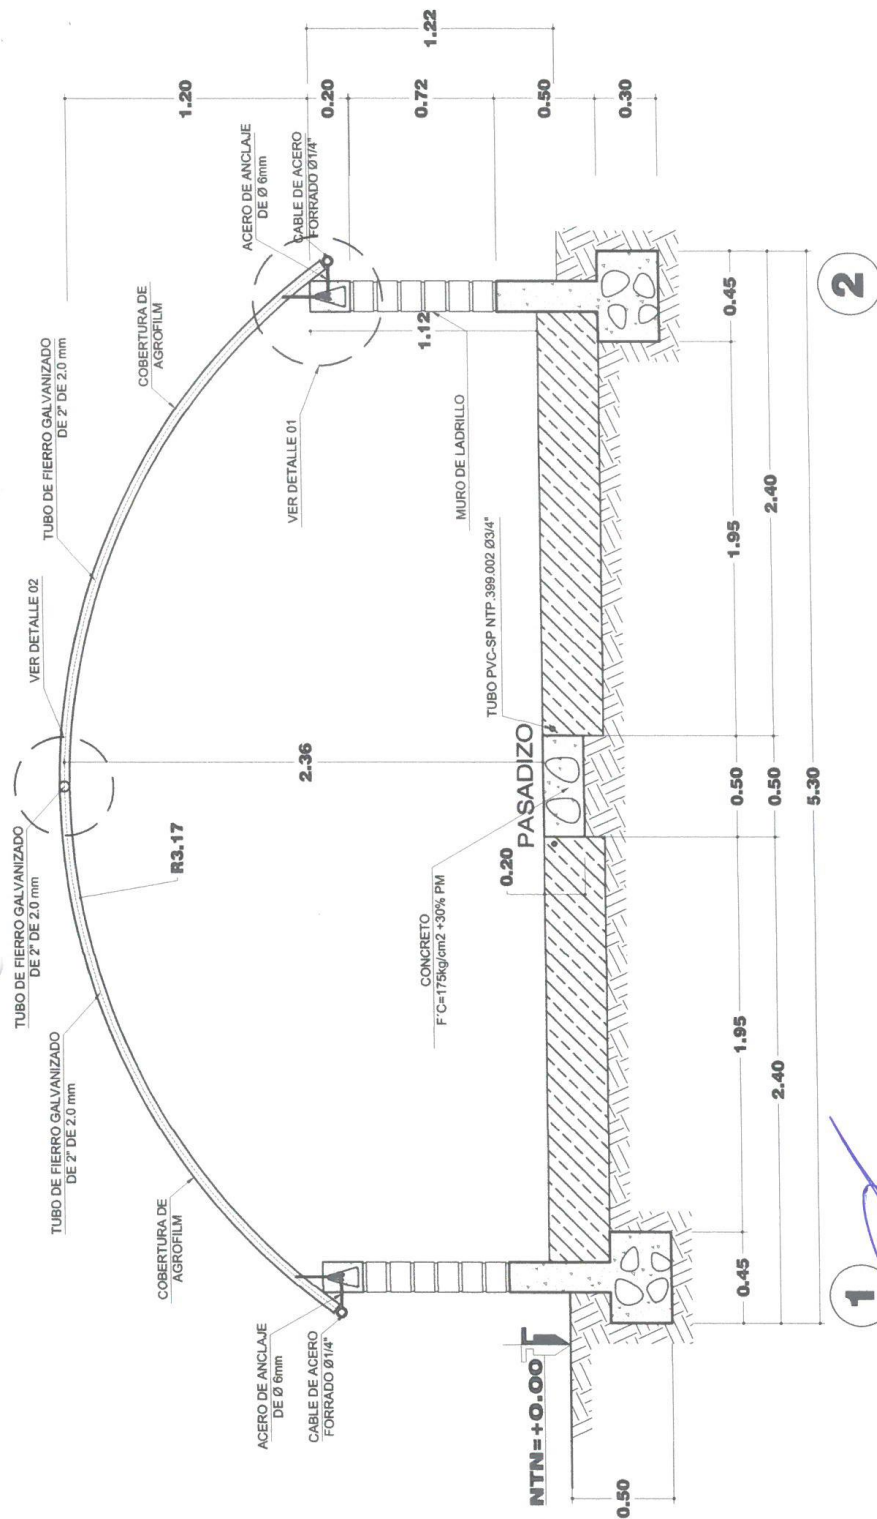 TUBO DE FIERRO GALVANIZADO
DE 2" DE 2.0 mm
VER DETALLE 02
TUBO DE FIERRO GALVANIZADO
DE 2" DE 2.0 mm
TUBO DE FIERRO GALVANIZADO
DE 2" DE 2.0 mm
COBERTURA DE
AGROFILM
COBERTURA DE
AGROFILM
R3.17
1.20
ACERO DE ANCLAJE
DE Ø 6mm
CABLE DE ACERO
FORRADO Ø1/4"
ACERO DE ANCLAJE
DE Ø 6mm
CABLE DE ACERO
FORRADO Ø1/4"
VER DETALLE 01
2.36
1.12
0.20
1.22
0.72
0.50
0.30
MURO DE LADRILLO
TUBO PVC-SP NTP.399.002 Ø3/4"
CONCRETO
F'C=175kg/cm2 +30% PM
0.20
PASADIZO
NTN=+0.00
0.50
0.45
1.95
0.50
1.95
0.45
2.40
0.50
2.40
5.30
1
2